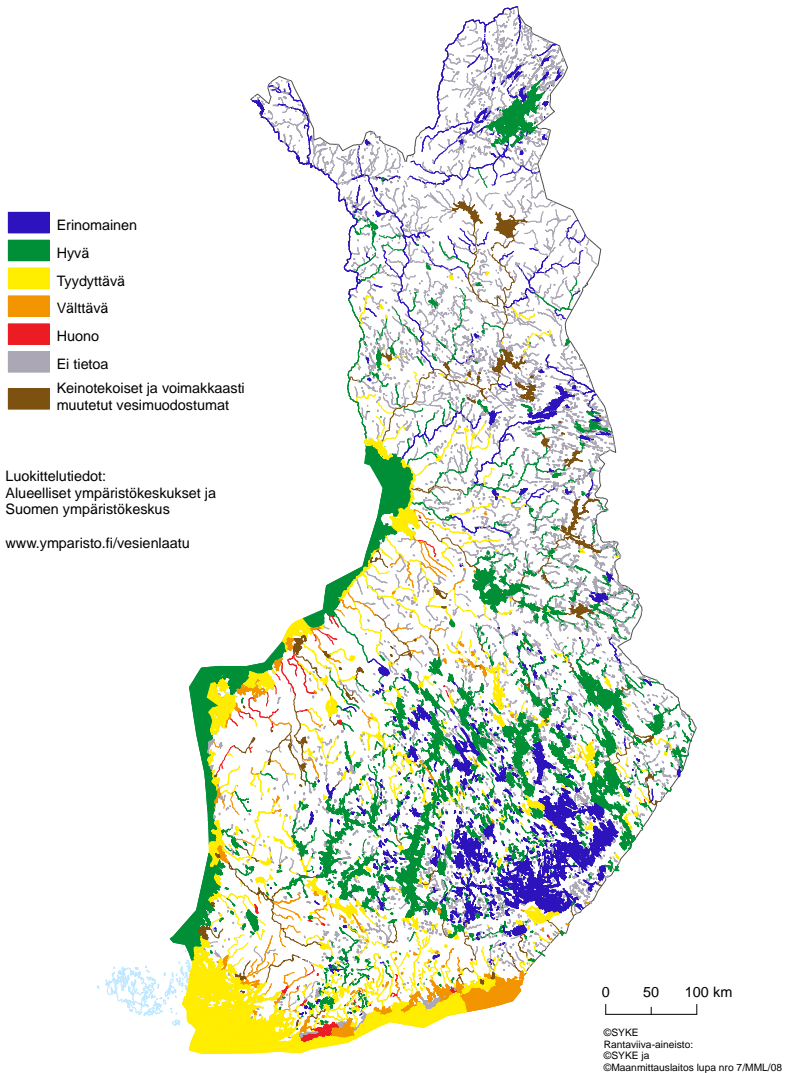 Erinomainen
Hyvä
Tyydyttävä
Välttävä
Huono
Ei tietoa
Keinotekoiset ja voimakkaasti
muutetut vesimuodostumat
Luokittelutiedot:
Alueelliset ympäristökeskukset ja
Suomen ympäristökeskus
www.ymparisto.fi/vesienlaatu
0 50 100 km
©SYKE
Rantaviiva-aineisto:
©SYKE ja
©Maanmittauslaitos lupa nro 7/MML/08